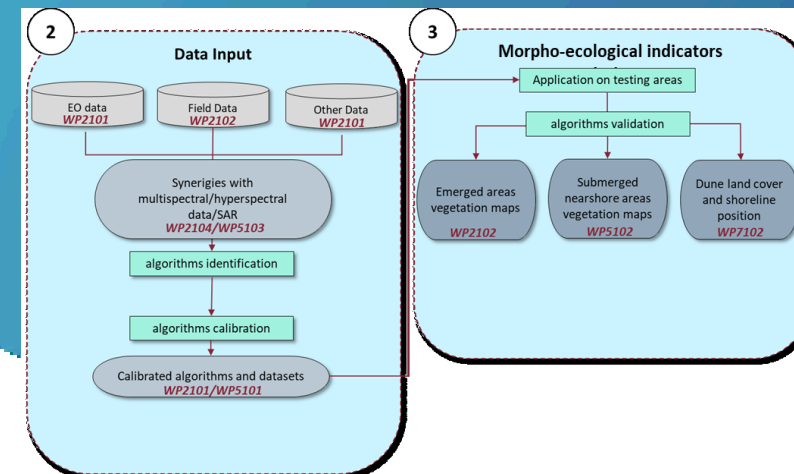 2
Data Input
EO data
WP2101
Field Data
WP2102
Other Data
WP2101
Synergies with
multispectral/hyperspectral
data/SAR
WP2104/WP5103
algorithms identification
algorithms calibration
Calibrated algorithms and datasets
WP2101/WP5101
3
Morpho-ecological indicators
Application on testing areas
algorithms validation
Emerged areas
vegetation maps
WP2102
Submerged
nearshore areas
vegetation maps
WP5102
Dune land cover
and shoreline
position
WP7102